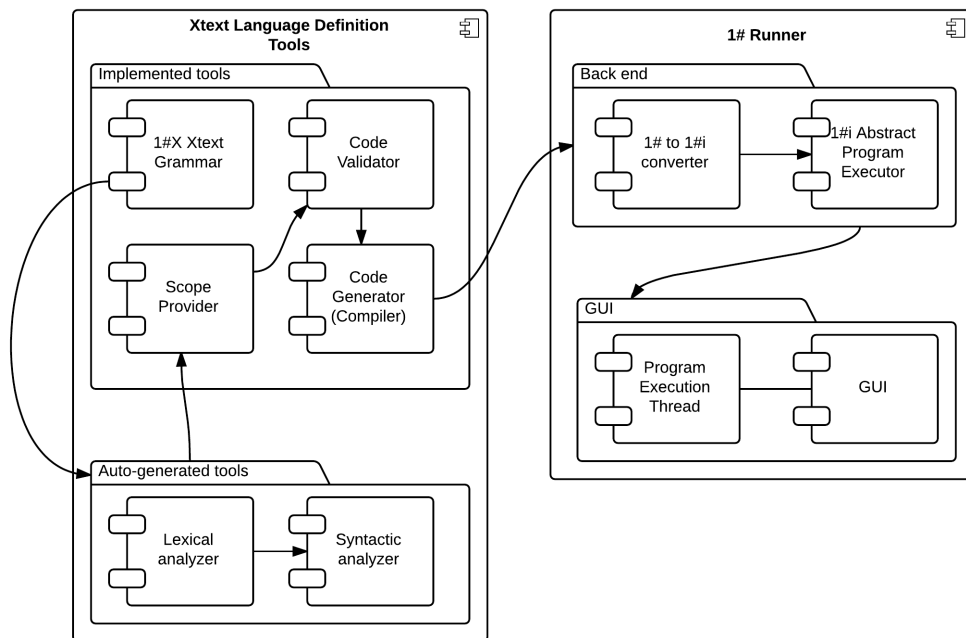 Xtext Language Definition
Tools
Implemented tools
1#X Xtext
Grammar
Code
Validator
Scope
Provider
Code
Generator
(Compiler)
Auto-generated tools
Lexical
analyzer
Syntactic
analyzer
1# Runner
Back end
1# to 1#i
converter
1#i Abstract
Program
Executor
GUI
Program
Execution
Thread
GUI